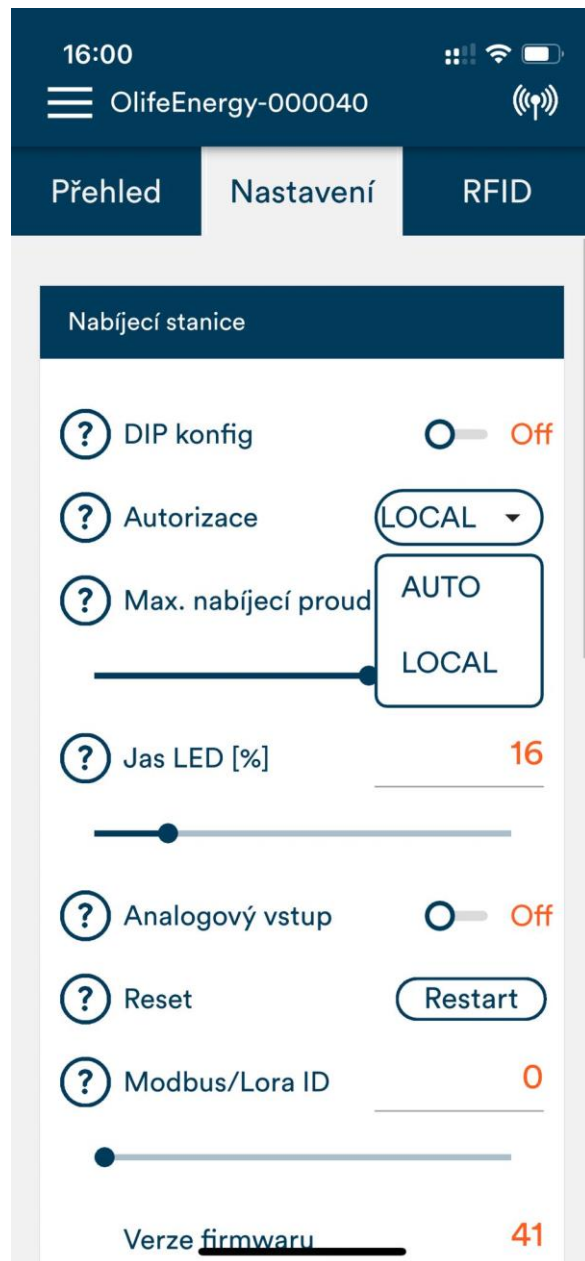 16:00
OlifeEnergy-000040
Přehled Nastavení RFID
Nabíjecí stanice
? DIP konfig Off
? Autorizace LOCAL
AUTO
? Max. nabíjecí proud
LOCAL
? Jas LED [%] 16
? Analogový vstup Off
? Reset Restart
? Modbus/Lora ID 0
Verze firmwaru 41